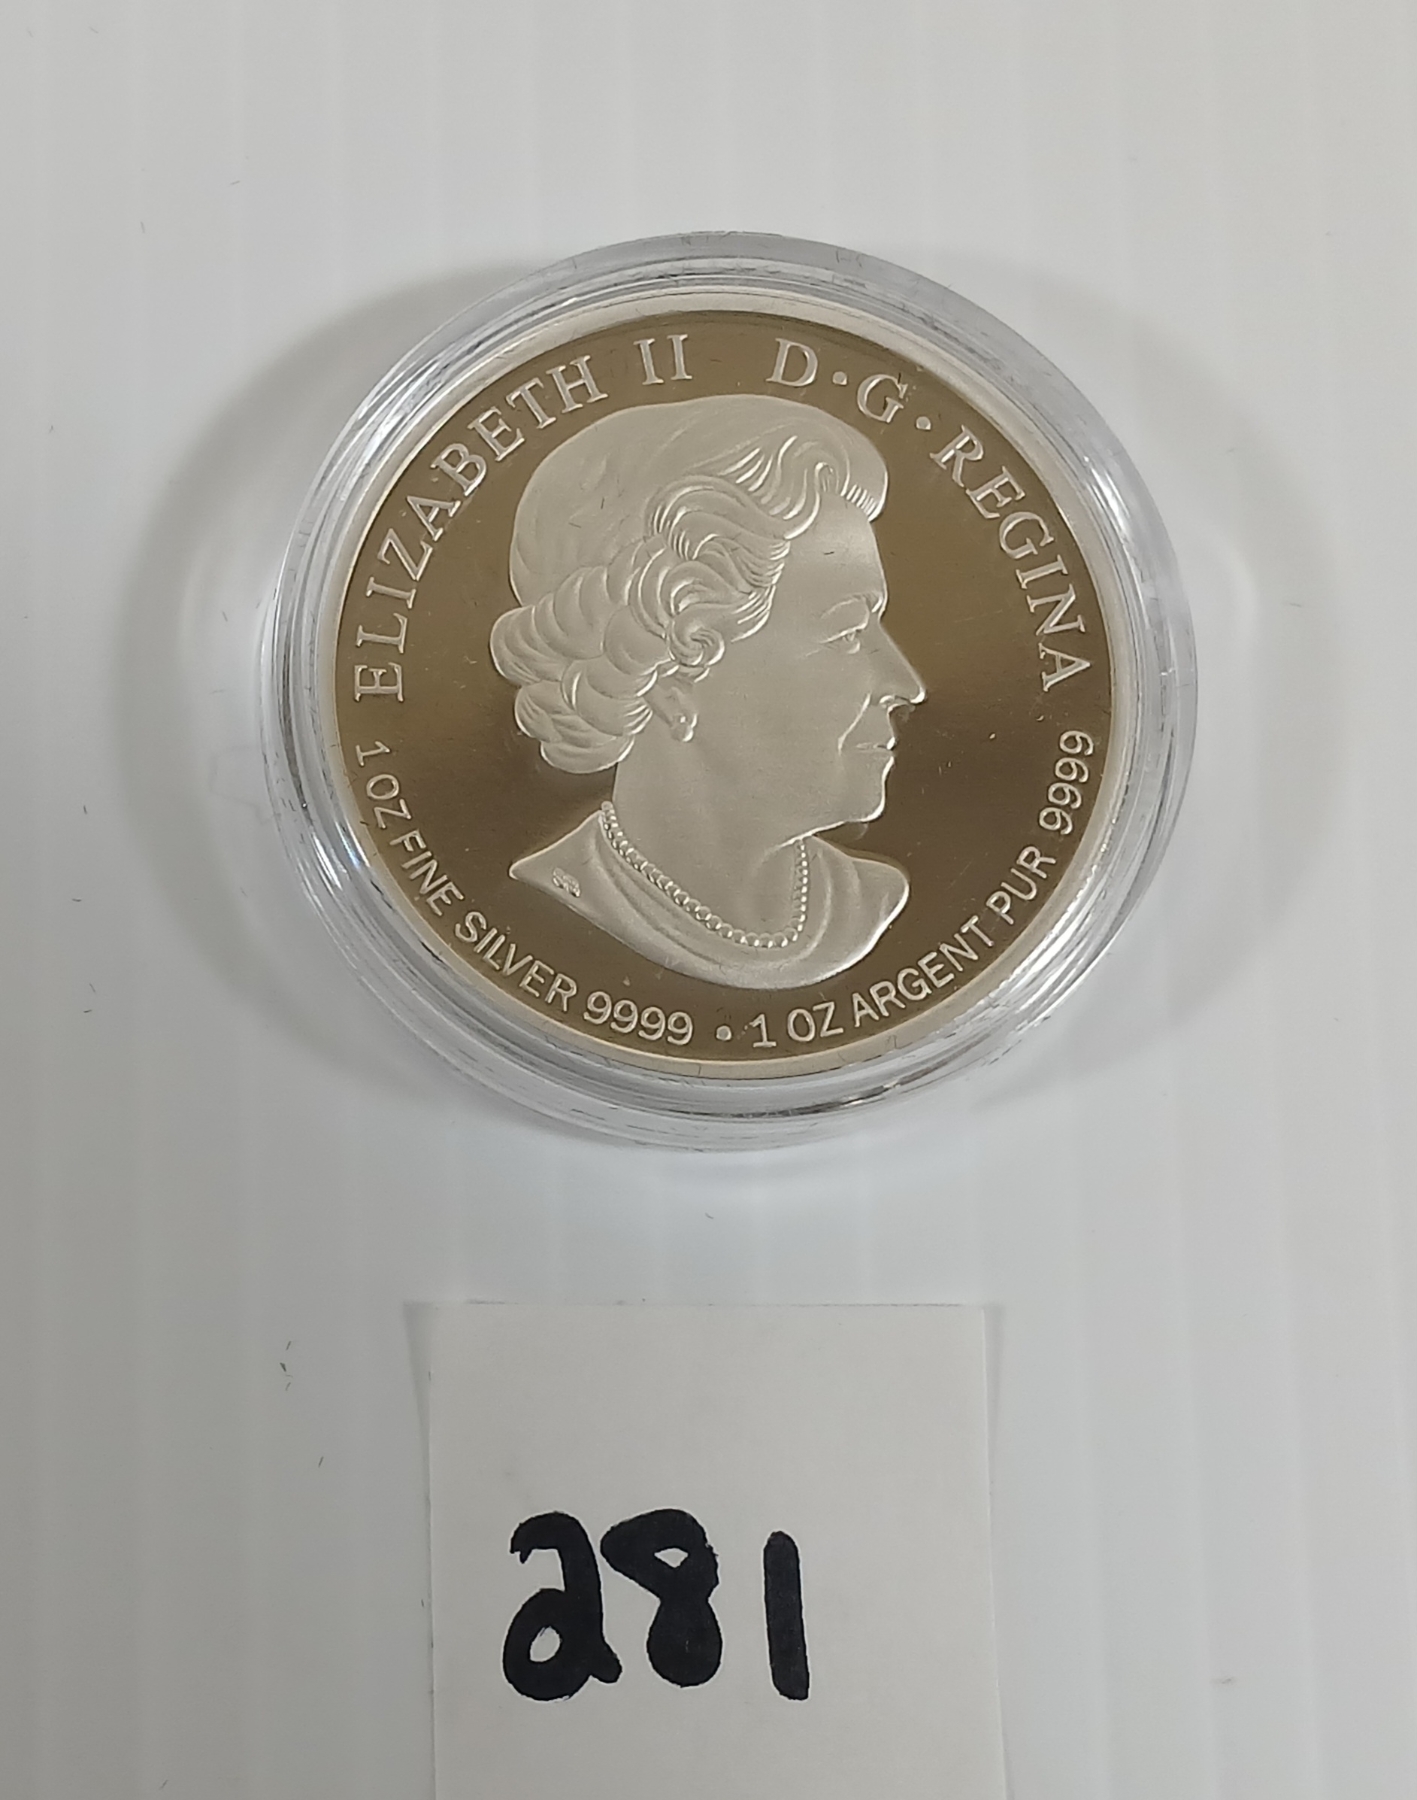 ELIZABETH II D·G·REGINA
1 OZ FINE SILVER 9999 • 1 OZ ARGENT PUR 9999
281